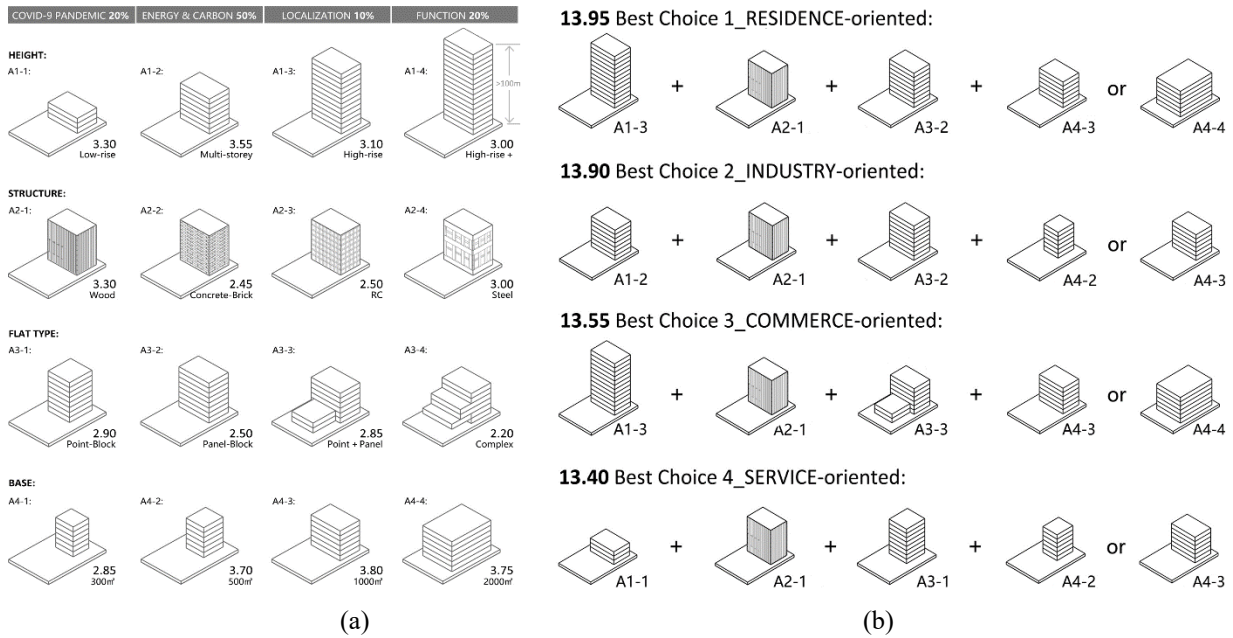 COVID-9 PANDEMIC 20% ENERGY & CARBON 50% LOCALIZATION 10% FUNCTION 20%
HEIGHT:
A1-1: A1-2: A1-3: A1-4:
>100m
3.30 3.55 3.10 3.00
Low-rise Multi-storey High-rise High-rise +
STRUCTURE:
A2-1: A2-2: A2-3: A2-4:
3.30 2.45 2.50 3.00
Wood Concrete-Brick RC Steel
FLAT TYPE:
A3-1: A3-2: A3-3: A3-4:
2.90 2.50 2.85 2.20
Point-Block Panel-Block Point + Panel Complex
BASE:
A4-1: A4-2: A4-3: A4-4:
2.85 3.70 3.80 3.75
300㎡ 500㎡ 1000㎡ 2000㎡
(a)
13.95 Best Choice 1_RESIDENCE-oriented:
+ + + or
A1-3 A2-1 A3-2 A4-3 A4-4
13.90 Best Choice 2_INDUSTRY-oriented:
+ + + or
A1-2 A2-1 A3-2 A4-2 A4-3
13.55 Best Choice 3_COMMERCE-oriented:
+ + + or
A1-3 A2-1 A3-3 A4-3 A4-4
13.40 Best Choice 4_SERVICE-oriented:
+ + + or
A1-1 A2-1 A3-1 A4-2 A4-3
(b)